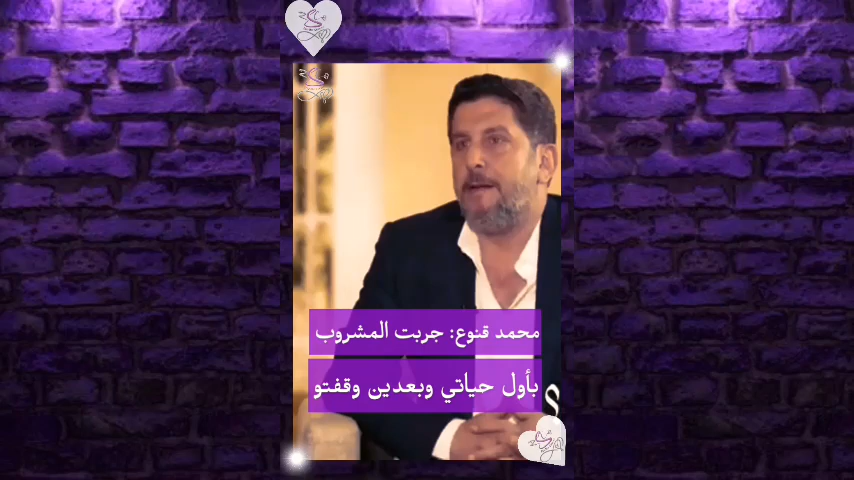 محمد قنوع: جربت المشروب
بأول حياتي وبعدين وقفتو